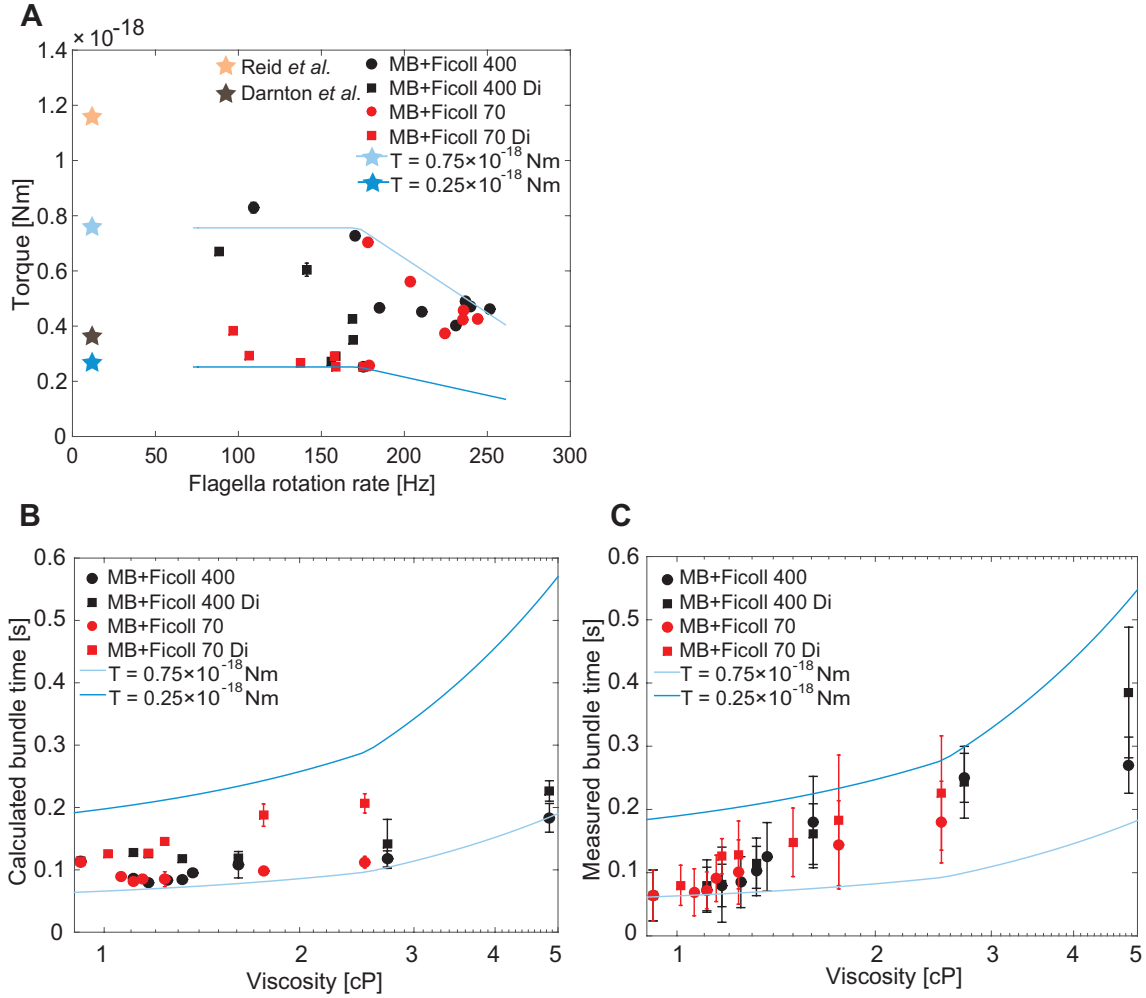 A
× 10⁻¹⁸
1.4
1.2
1
0.8
0.6
0.4
0.2
0
Torque [Nm]
Reid et al.
Darnton et al.
MB+Ficoll 400
MB+Ficoll 400 Di
MB+Ficoll 70
MB+Ficoll 70 Di
T = 0.75×10⁻¹⁸ Nm
T = 0.25×10⁻¹⁸ Nm
0 50 100 150 200 250 300
Flagella rotation rate [Hz]
B
0.6
0.5
0.4
0.3
0.2
0.1
0
Calculated bundle time [s]
MB+Ficoll 400
MB+Ficoll 400 Di
MB+Ficoll 70
MB+Ficoll 70 Di
T = 0.75×10⁻¹⁸ Nm
T = 0.25×10⁻¹⁸ Nm
1 2 3 4 5
Viscosity [cP]
C
0.6
0.5
0.4
0.3
0.2
0.1
0
Measured bundle time [s]
MB+Ficoll 400
MB+Ficoll 400 Di
MB+Ficoll 70
MB+Ficoll 70 Di
T = 0.75×10⁻¹⁸ Nm
T = 0.25×10⁻¹⁸ Nm
1 2 3 4 5
Viscosity [cP]